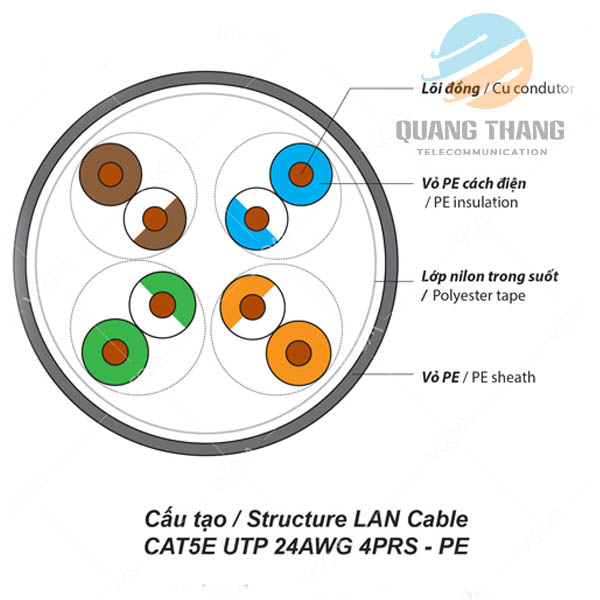 Lõi đồng / Cu condutor
QUANG THANG
TELECOMMUNICATION
Vỏ PE cách điện
/ PE insulation
Lớp nilon trong suốt
/ Polyester tape
Vỏ PE / PE sheath
Cấu tạo / Structure LAN Cable
CAT5E UTP 24AWG 4PRS - PE
VCOM